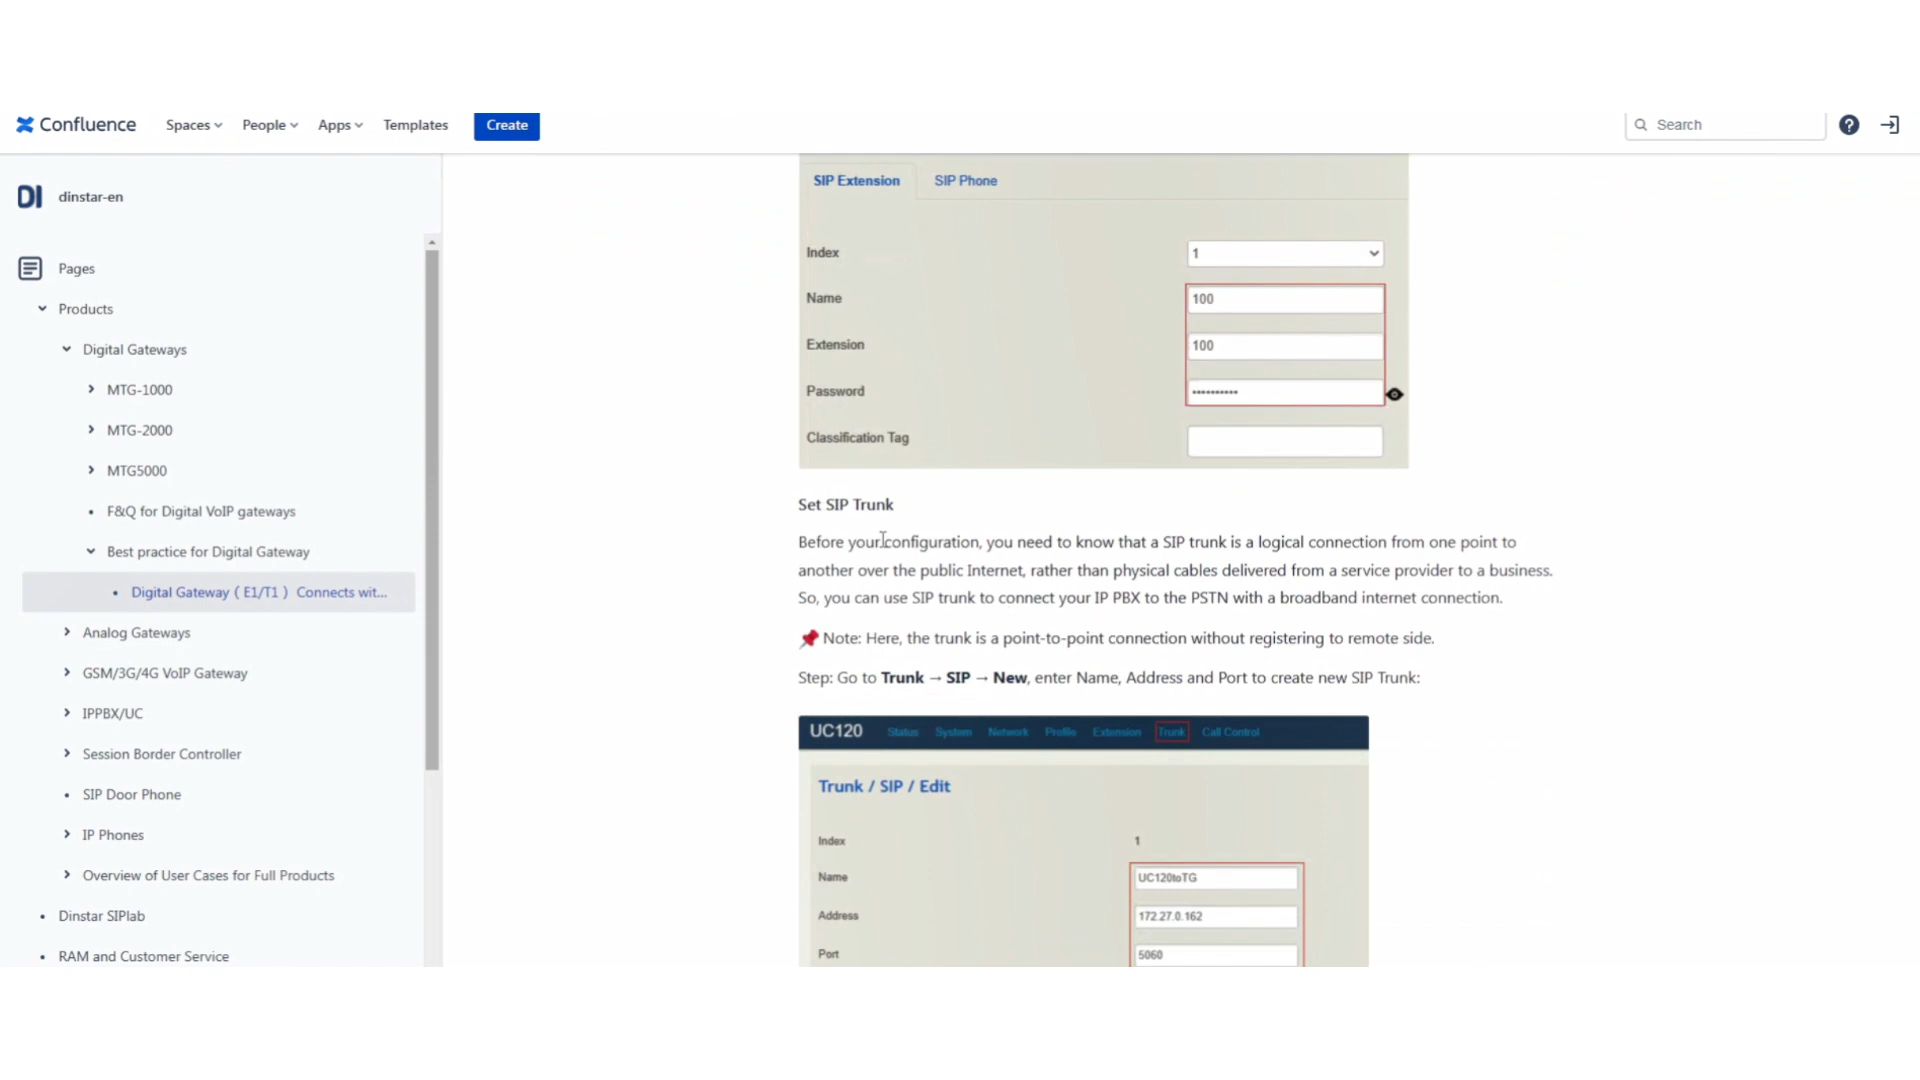 Confluence
Spaces
People
Apps
Templates
Create
Search
dinstar-en
Pages
Products
Digital Gateways
MTG-1000
MTG-2000
MTG5000
F&Q for Digital VoIP gateways
Best practice for Digital Gateway
Digital Gateway ( E1/T1 ) Connects wit...
Analog Gateways
GSM/3G/4G VoIP Gateway
IPPBX/UC
Session Border Controller
SIP Door Phone
IP Phones
Overview of User Cases for Full Products
Dinstar SIPlab
RAM and Customer Service
SIP Extension SIP Phone
Index 1
Name 100
Extension 100
Password ••••••••••
Classification Tag
Set SIP Trunk
Before your configuration, you need to know that a SIP trunk is a logical connection from one point to
another over the public Internet, rather than physical cables delivered from a service provider to a business.
So, you can use SIP trunk to connect your IP PBX to the PSTN with a broadband internet connection.
Note: Here, the trunk is a point-to-point connection without registering to remote side.
Step: Go to Trunk → SIP → New, enter Name, Address and Port to create new SIP Trunk:
UC120 Status System Network Profile Extension Trunk Call Control
Trunk / SIP / Edit
Index 1
Name UC120toTG
Address 172.27.0.162
Port 5060